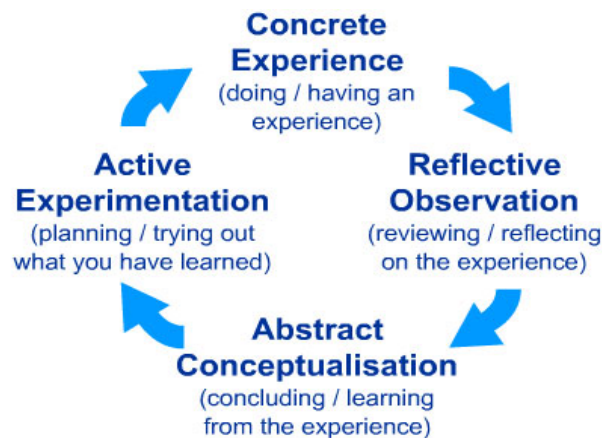 Concrete
Experience
(doing / having an
experience)
Reflective
Observation
(reviewing / reflecting
on the experience)
Abstract
Conceptualisation
(concluding / learning
from the experience)
Active
Experimentation
(planning / trying out
what you have learned)